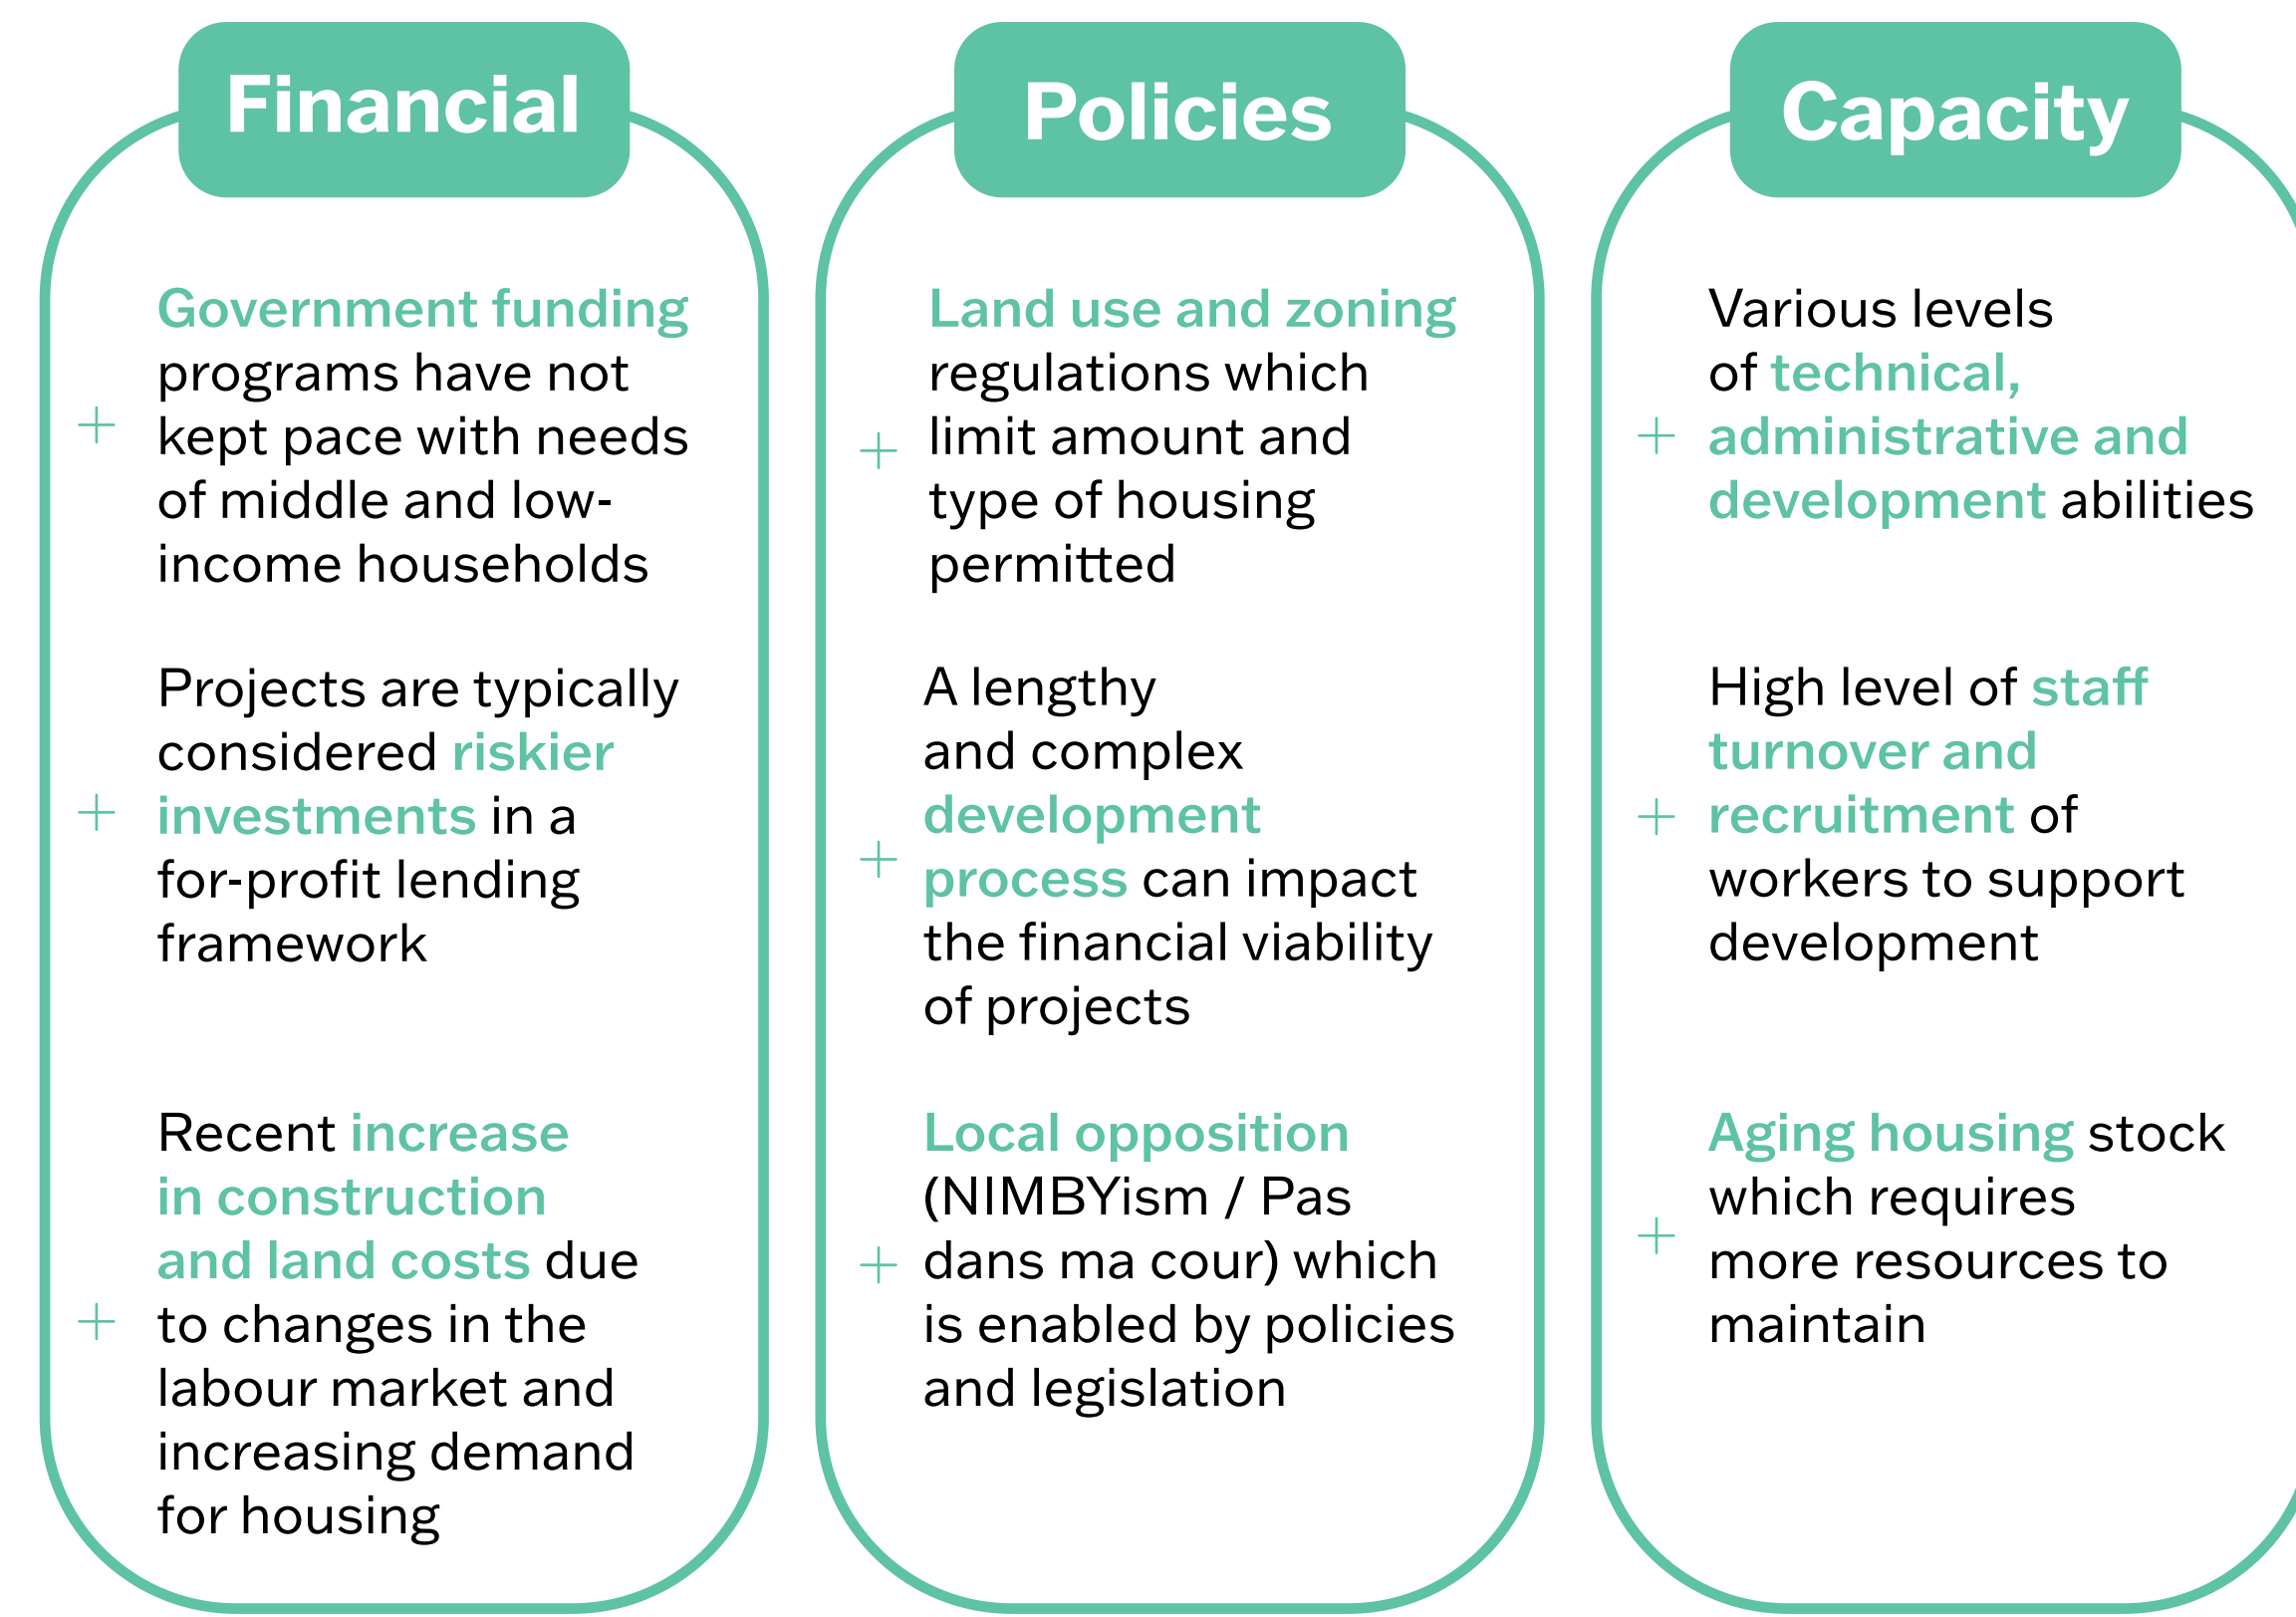 Financial
Government funding
programs have not
kept pace with needs
of middle and low-
income households
Projects are typically
considered riskier
investments in a
for-profit lending
framework
Recent increase
in construction
and land costs due
to changes in the
labour market and
increasing demand
for housing
Policies
Land use and zoning
regulations which
limit amount and
type of housing
permitted
A lengthy
and complex
development
process can impact
the financial viability
of projects
Local opposition
(NIMBYism / Pas
dans ma cour) which
is enabled by policies
and legislation
Capacity
Various levels
of technical,
administrative and
development abilities
High level of staff
turnover and
recruitment of
workers to support
development
Aging housing stock
which requires
more resources to
maintain